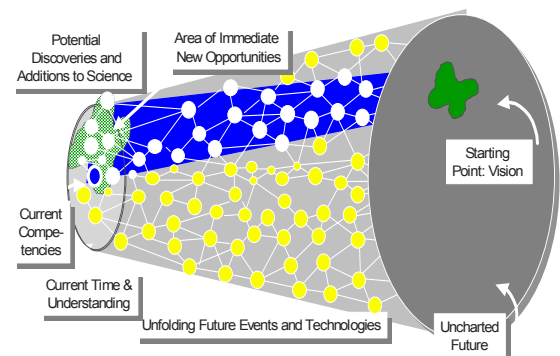 Potential
Discoveries and
Additions to Science
Area of Immediate
New Opportunities
Starting
Point: Vision
Current
Compe-
tencies
Current Time &
Understanding
Unfolding Future Events and Technologies
Uncharted
Future